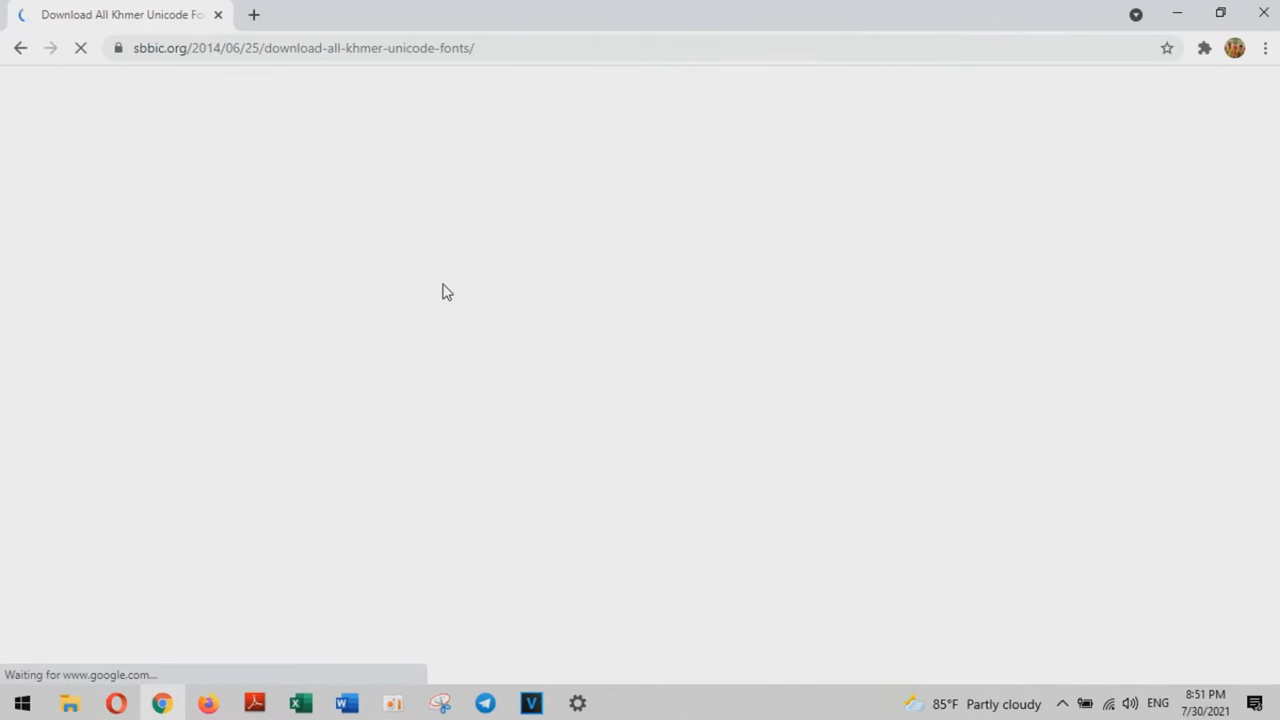 Download All Khmer Unicode Fo
sbbic.org/2014/06/25/download-all-khmer-unicode-fonts/
Waiting for www.google.com...
85°F Partly cloudy
ENG
8:51 PM
7/30/2021